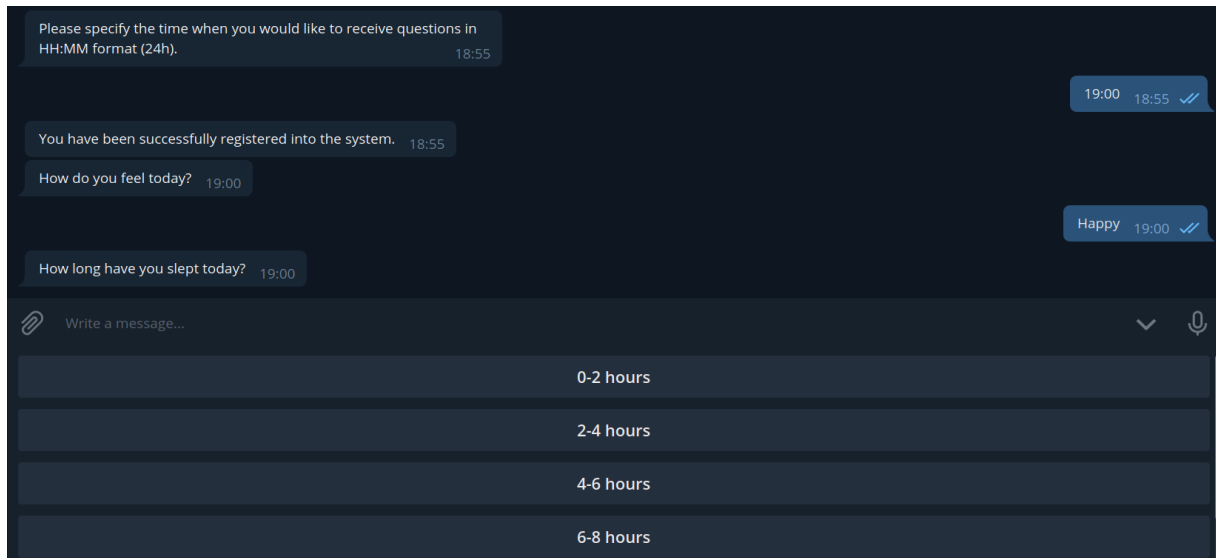 Please specify the time when you would like to receive questions in
HH:MM format (24h).
18:55
19:00 18:55
You have been successfully registered into the system. 18:55
How do you feel today? 19:00
Happy 19:00
How long have you slept today? 19:00
Write a message...
0-2 hours
2-4 hours
4-6 hours
6-8 hours